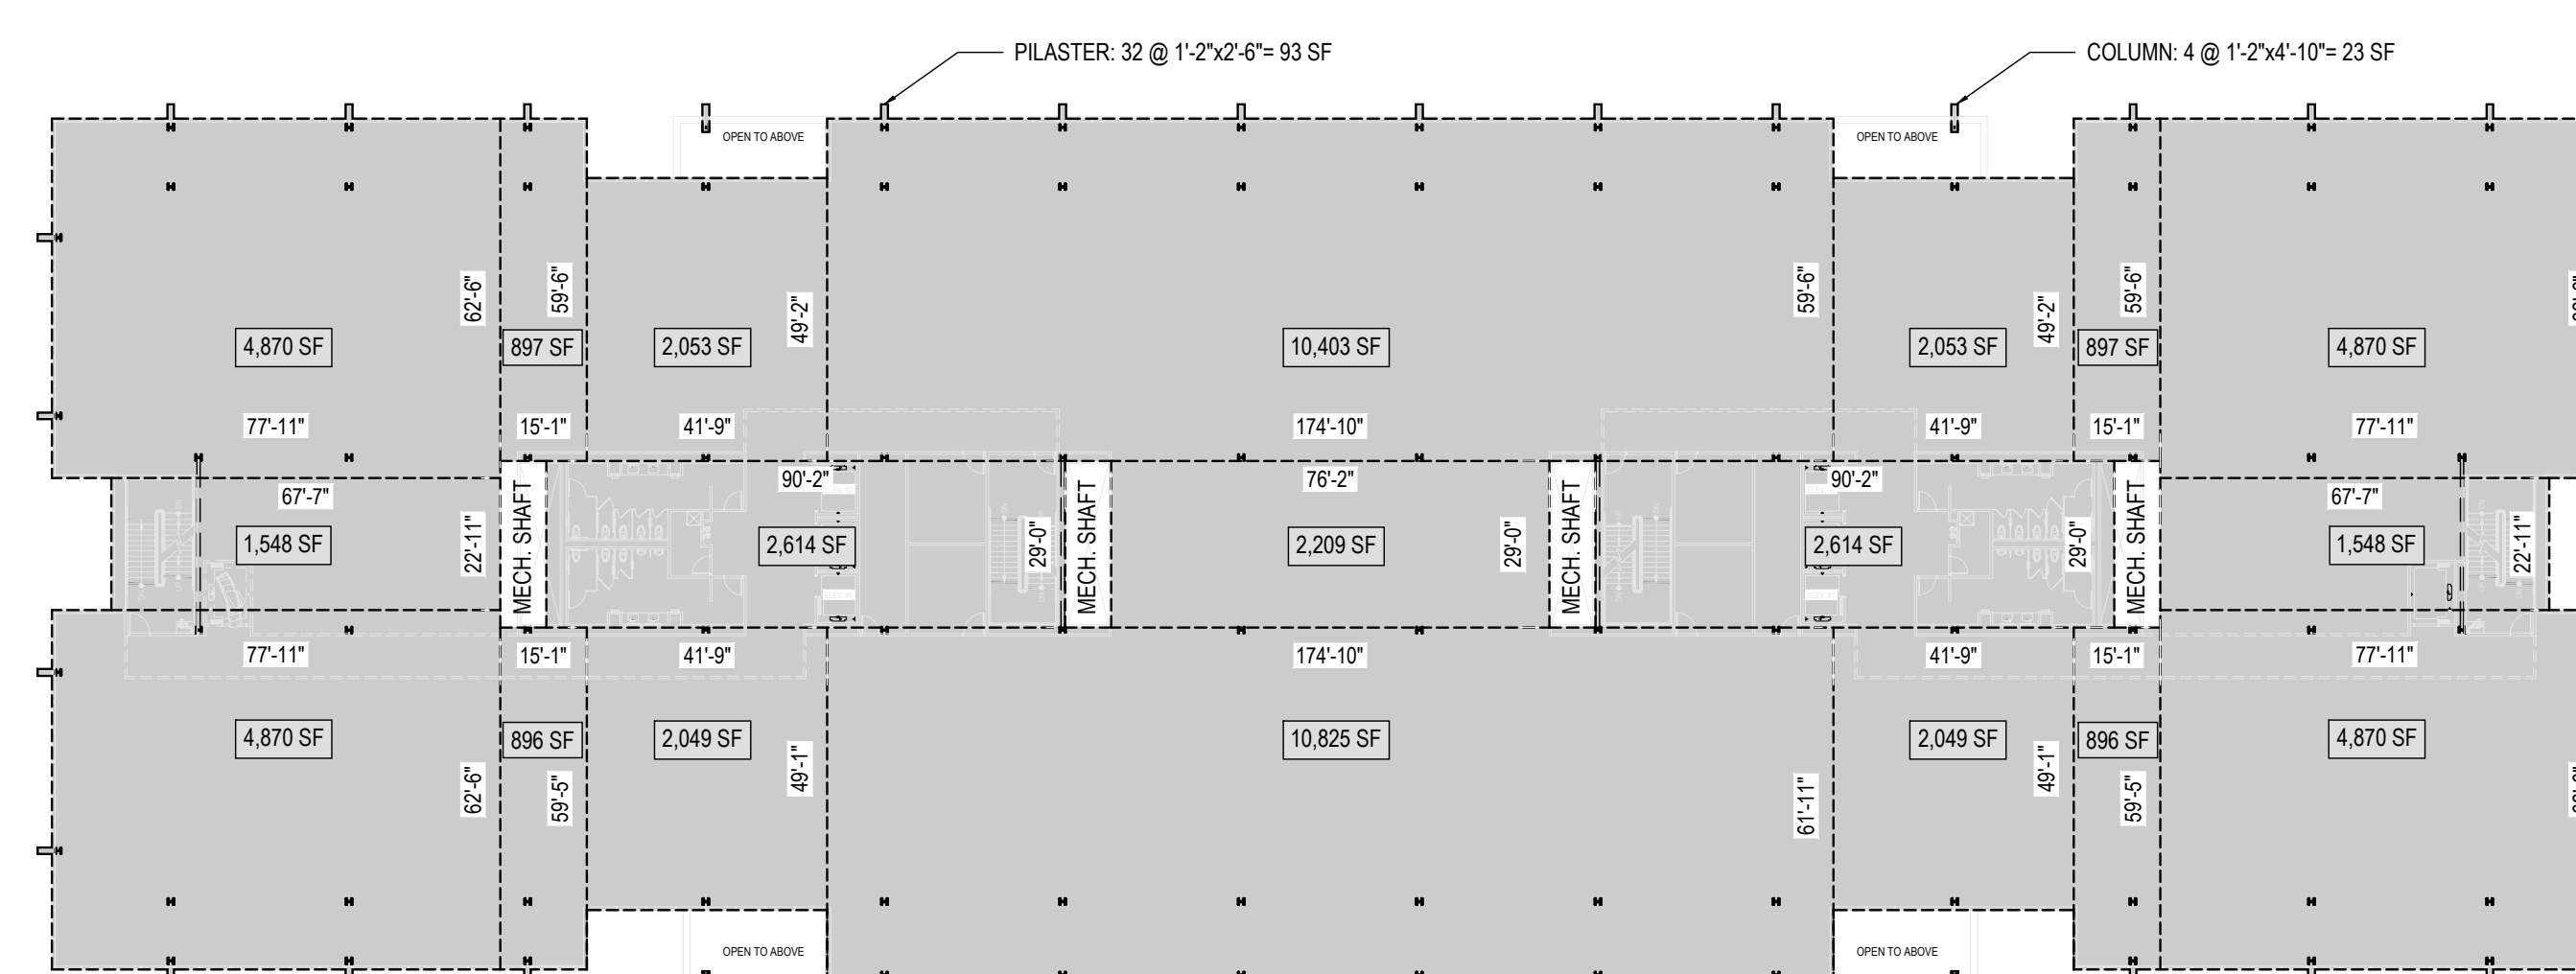 PILASTER: 32 @ 1'-2"x2'-6"= 93 SF
COLUMN: 4 @ 1'-2"x4'-10"= 23 SF
OPEN TO ABOVE
OPEN TO ABOVE
62'-6"
59'-6"
49'-2"
59'-6"
49'-2"
59'-6"
4,870 SF
897 SF
2,053 SF
10,403 SF
2,053 SF
897 SF
4,870 SF
77'-11"
15'-1"
41'-9"
174'-10"
41'-9"
15'-1"
77'-11"
67'-7"
90'-2"
76'-2"
90'-2"
67'-7"
1,548 SF
22'-11"
MECH. SHAFT
2,614 SF
29'-0"
MECH. SHAFT
2,209 SF
29'-0"
MECH. SHAFT
2,614 SF
29'-0"
MECH. SHAFT
1,548 SF
22'-11"
77'-11"
15'-1"
41'-9"
174'-10"
41'-9"
15'-1"
77'-11"
4,870 SF
896 SF
2,049 SF
10,825 SF
2,049 SF
896 SF
4,870 SF
62'-6"
59'-5"
49'-1"
61'-11"
49'-1"
59'-5"
OPEN TO ABOVE
OPEN TO ABOVE